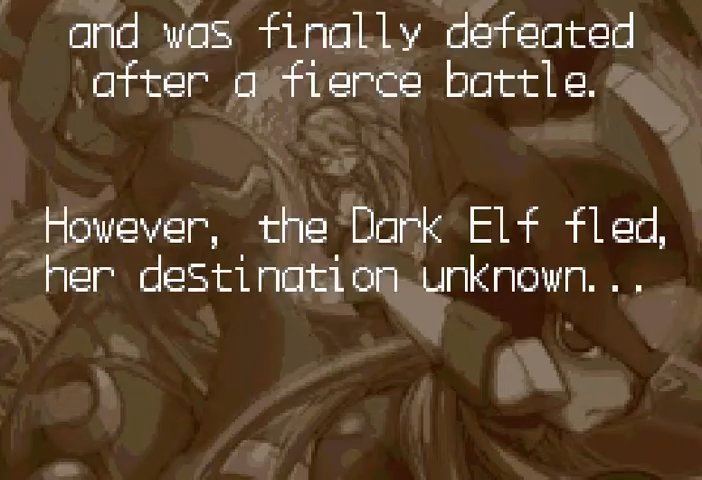 and was finally defeated
after a fierce battle.
However, the Dark Elf fled,
her destination unknown...